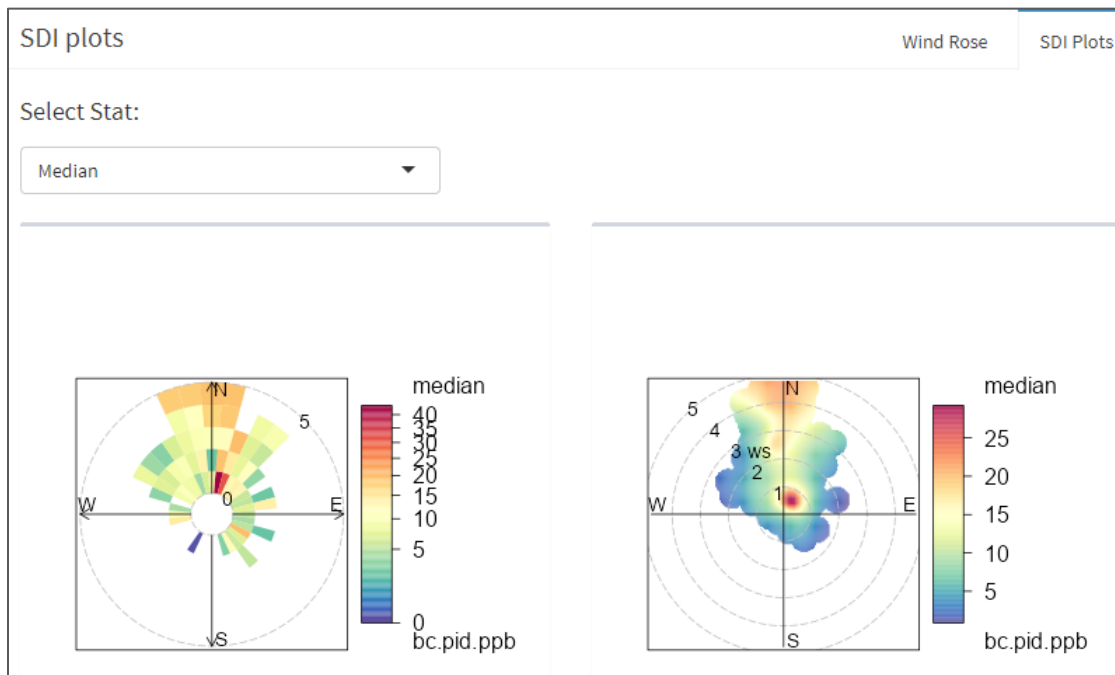 SDI plots
Wind Rose
SDI Plots
Select Stat:
Median
N
5
0
W
E
S
median
40
35
30
25
20
15
10
5
0
bc.pid.ppb
N
5
4
3 ws
2
1
W
E
S
median
25
20
15
10
5
bc.pid.ppb